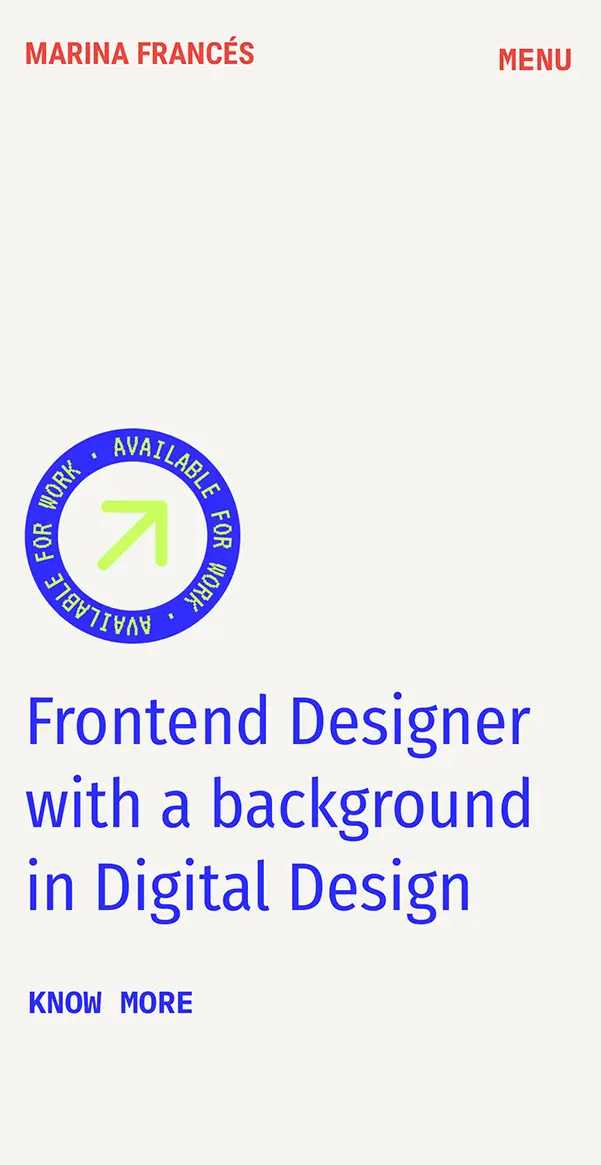 MARINA FRANCÉS
MENU
AVAILABLE FOR WORK · AVAILABLE FOR WORK ·
Frontend Designer
with a background
in Digital Design
KNOW MORE